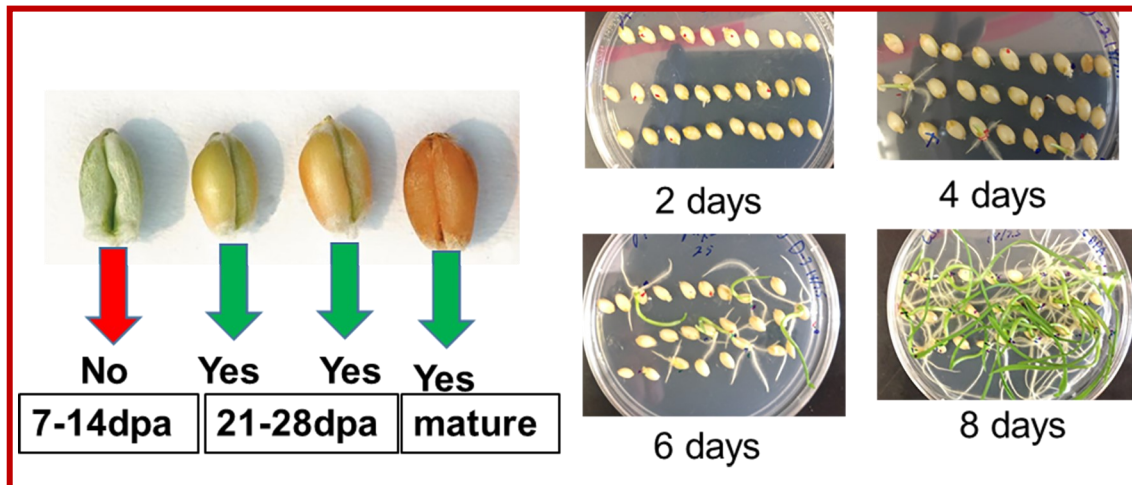 No
Yes
Yes
Yes
7-14dpa
21-28dpa
mature
2 days
4 days
6 days
8 days